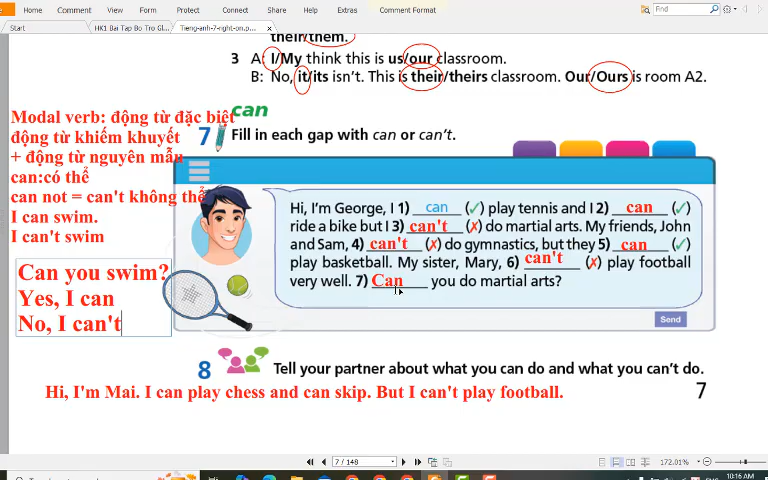 Home View Comment Form Protect Connect Share Help Extras Comment Format Find
Start HK1 Bai Tap Bo Tro Gl... Tieng-anh-7-right-on.p...
their/them.
3 A: I/My think this is us/our classroom.
B: No, it/its isn't. This is their/theirs classroom. Our/Ours is room A2.
can
Modal verb: động từ đặc biệt
động từ khiếm khuyết
+ động từ nguyên mẫu
can:có thể
can not = can't không thể
I can swim.
I can't swim
7 Fill in each gap with can or can't.
Hi, I'm George, I 1) can (✓) play tennis and I 2) can (✓)
ride a bike but I 3) can't (✗) do martial arts. My friends, John
and Sam, 4) can't (✗) do gymnastics, but they 5) can (✓)
play basketball. My sister, Mary, 6) can't (✗) play football
very well. 7) Can you do martial arts?
Send
Can you swim?
Yes, I can
No, I can't
8 Tell your partner about what you can do and what you can't do.
Hi, I'm Mai. I can play chess and can skip. But I can't play football.
7
7 / 148 172.01%
10:16 AM